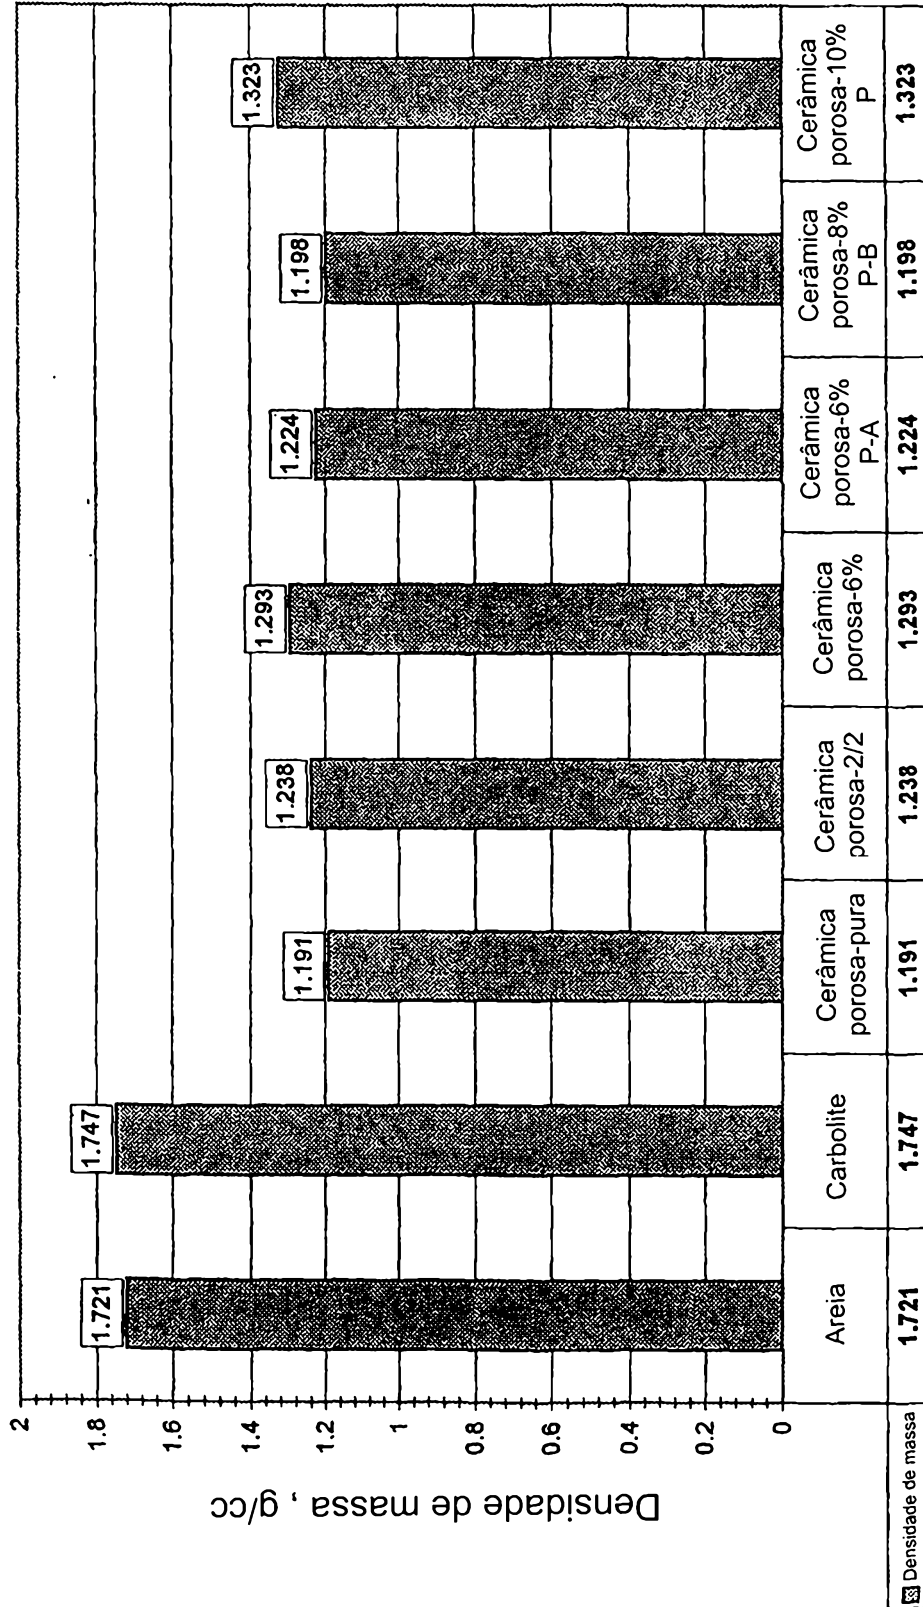 Densidade de massa , g/cc
2
1.8
1.6
1.4
1.2
1
0.8
0.6
0.4
0.2
0
1.721
1.747
1.191
1.238
1.293
1.224
1.198
1.323
Areia
Carbolite
Cerâmica
porosa-pura
Cerâmica
porosa-2/2
Cerâmica
porosa-6%
Cerâmica
porosa-6%
P-A
Cerâmica
porosa-8%
P-B
Cerâmica
porosa-10%
P
Densidade de massa
1.721
1.747
1.191
1.238
1.293
1.224
1.198
1.323